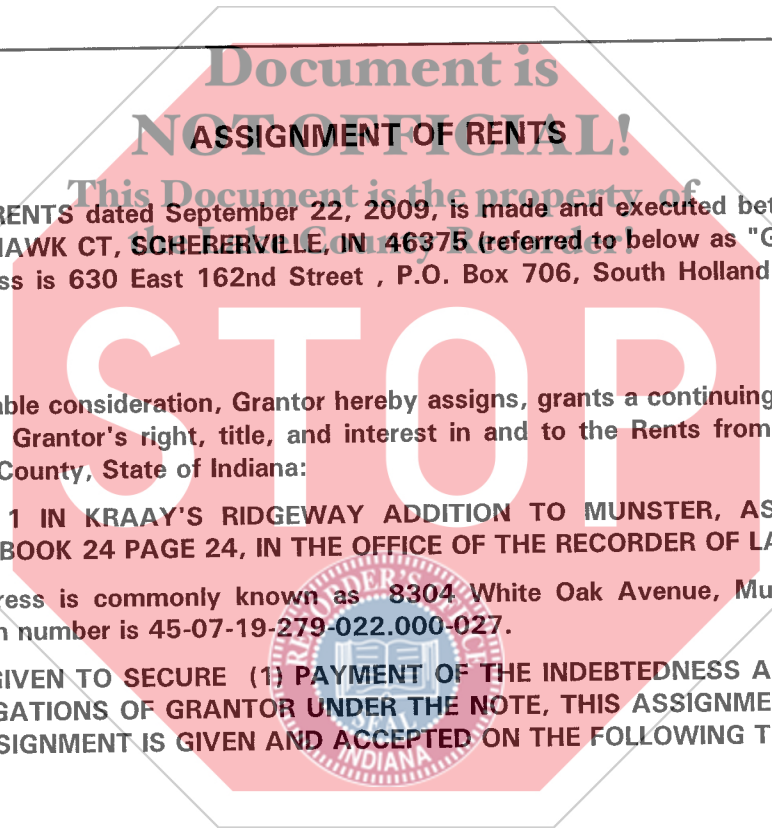 Document is
NOT OFFICIAL!
ASSIGNMENT OF RENTS
This Document is the property of
the Lake County Recorder!
RENTS dated September 22, 2009, is made and executed bet
HAWK CT, SCHERERVILLE, IN 46375 (referred to below as "G
ss is 630 East 162nd Street , P.O. Box 706, South Holland
STOP
able consideration, Grantor hereby assigns, grants a continuing
Grantor's right, title, and interest in and to the Rents from
County, State of Indiana:
1 IN KRAAY'S RIDGEWAY ADDITION TO MUNSTER, AS
BOOK 24 PAGE 24, IN THE OFFICE OF THE RECORDER OF LA
ress is commonly known as 8304 White Oak Avenue, Mu
n number is 45-07-19-279-022.000-027.
GIVEN TO SECURE (1) PAYMENT OF THE INDEBTEDNESS A
GATIONS OF GRANTOR UNDER THE NOTE, THIS ASSIGNME
SSIGNMENT IS GIVEN AND ACCEPTED ON THE FOLLOWING T
RECORDER'S OFFICE
SEAL
INDIANA